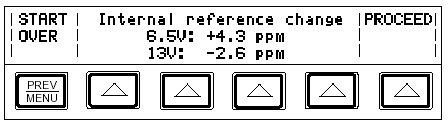 START Internal reference change PROCEED
OVER 6.5V: +4.3 ppm
13V: -2.6 ppm
PREV
MENU